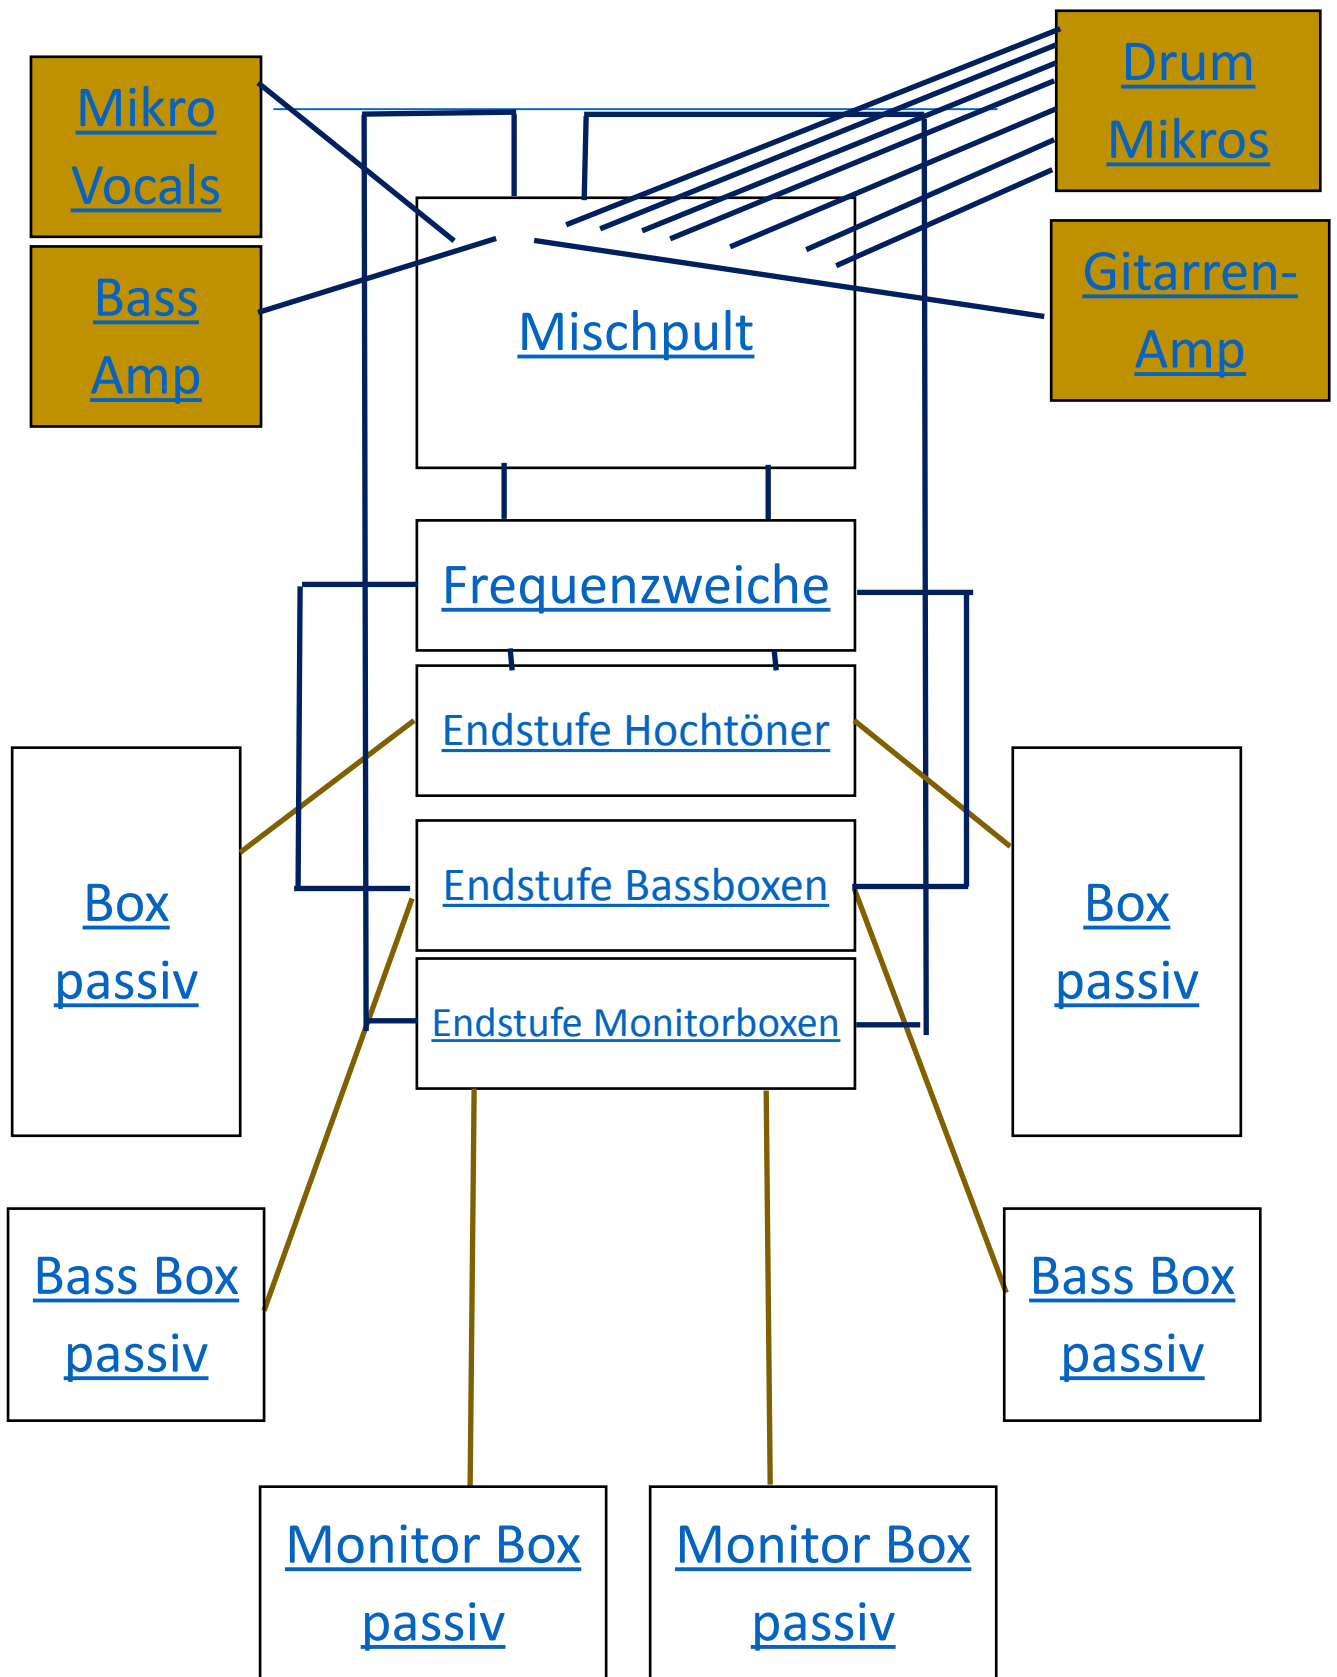 Mikro
Vocals
Drum
Mikros
Bass
Amp
Gitarren-
Amp
Mischpult
Frequenzweiche
Endstufe Hochtöner
Endstufe Bassboxen
Endstufe Monitorboxen
Box
passiv
Box
passiv
Bass Box
passiv
Bass Box
passiv
Monitor Box
passiv
Monitor Box
passiv